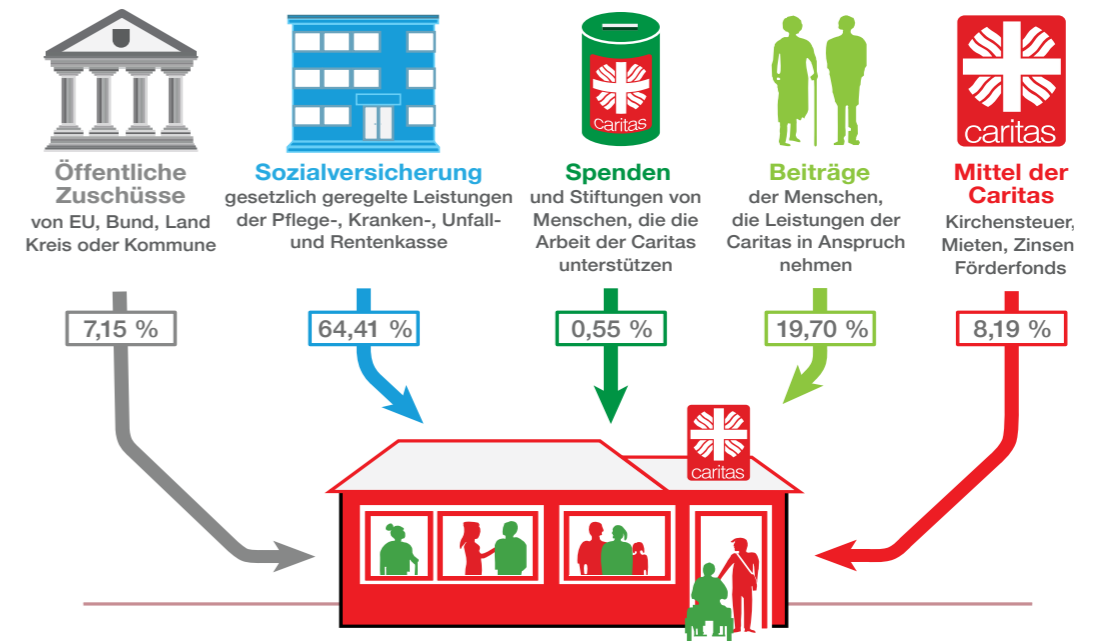 caritas
caritas
Öffentliche
Zuschüsse
von EU, Bund, Land
Kreis oder Kommune
7,15 %
Sozialversicherung
gesetzlich geregelte Leistungen
der Pflege-, Kranken-, Unfall-
und Rentenkasse
64,41 %
Spenden
und Stiftungen von
Menschen, die die
Arbeit der Caritas
unterstützen
0,55 %
Beiträge
der Menschen,
die Leistungen der
Caritas in Anspruch
nehmen
19,70 %
Mittel der
Caritas
Kirchensteuer,
Mieten, Zinsen
Förderfonds
8,19 %
caritas